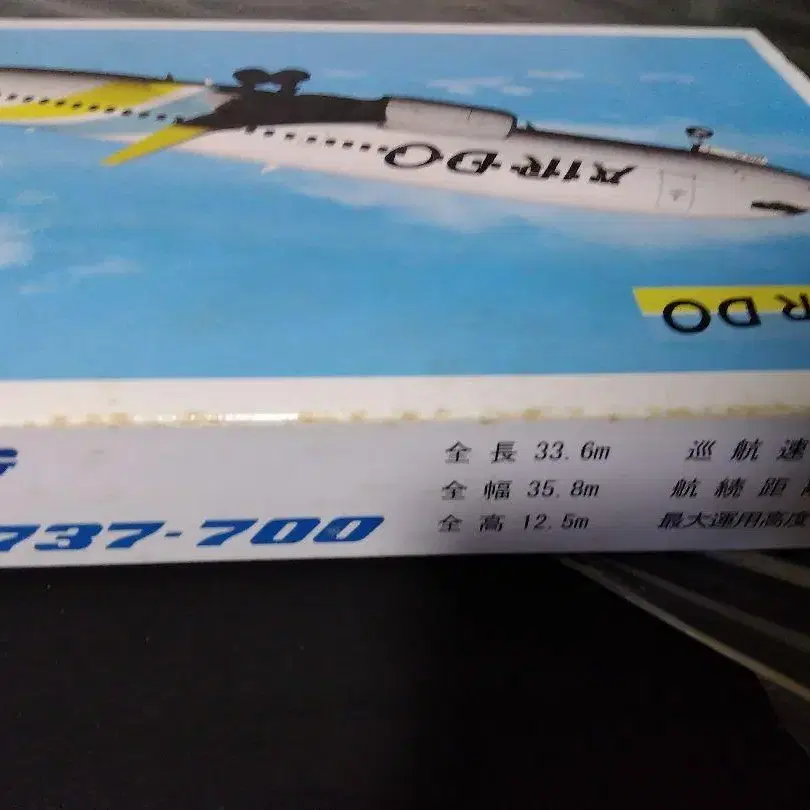 AIR-DO
R DO
737-700
全長 33.6m
全幅 35.8m
全高 12.5m
巡航速
航続距
最大運用高度